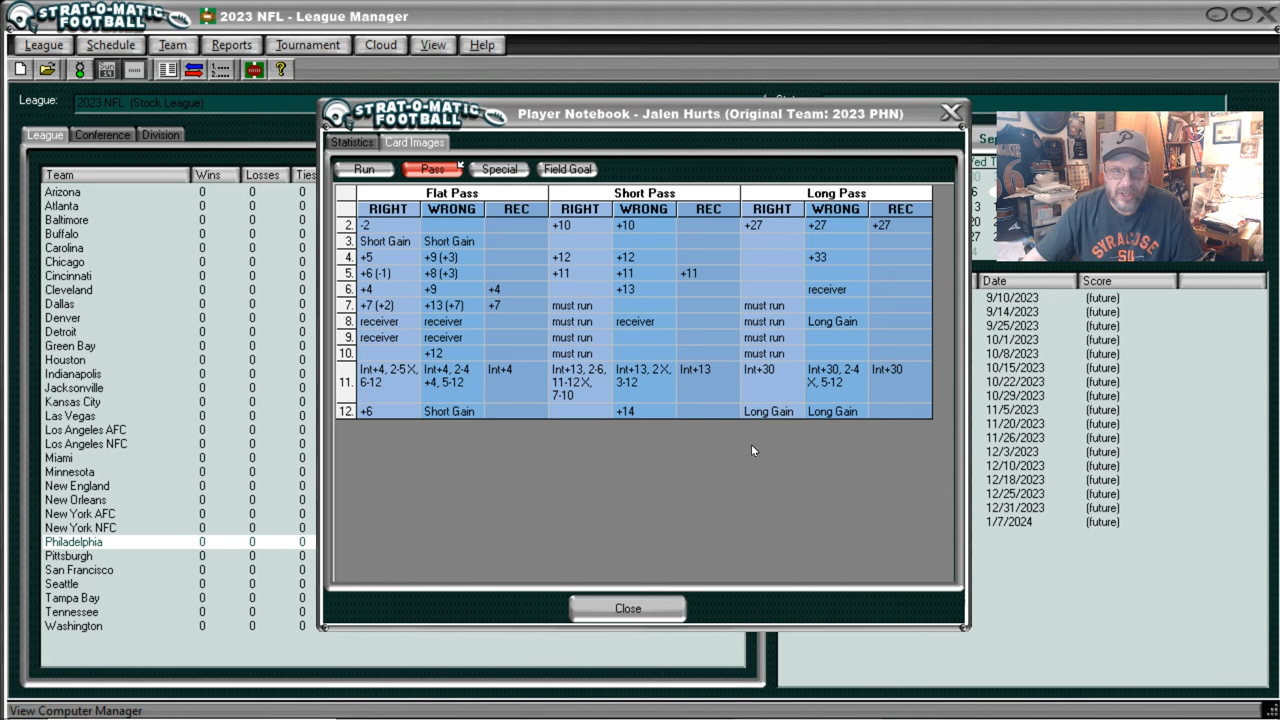 STRAT-O-MATIC FOOTBALL 2023 NFL - League Manager
League Schedule Team Reports Tournament Cloud View Help
League: 2023 NFL (Stock League)
League Conference Division
Team Wins Losses Ties
Arizona 0 0 0
Atlanta 0 0 0
Baltimore 0 0 0
Buffalo 0 0 0
Carolina 0 0 0
Chicago 0 0 0
Cincinnati 0 0 0
Cleveland 0 0 0
Dallas 0 0 0
Denver 0 0 0
Detroit 0 0 0
Green Bay 0 0 0
Houston 0 0 0
Indianapolis 0 0 0
Jacksonville 0 0 0
Kansas City 0 0 0
Las Vegas 0 0 0
Los Angeles AFC 0 0 0
Los Angeles NFC 0 0 0
Miami 0 0 0
Minnesota 0 0 0
New England 0 0 0
New Orleans 0 0 0
New York AFC 0 0 0
New York NFC 0 0 0
Philadelphia 0 0 0
Pittsburgh 0 0 0
San Francisco 0 0 0
Seattle 0 0 0
Tampa Bay 0 0 0
Tennessee 0 0 0
Washington 0 0 0
STRAT-O-MATIC FOOTBALL Player Notebook - Jalen Hurts (Original Team: 2023 PHN)
Statistics Card Images
Run Pass Special Field Goal
Flat Pass Short Pass Long Pass
RIGHT WRONG REC RIGHT WRONG REC RIGHT WRONG REC
2. -2 +10 +10 +27 +27 +27
3. Short Gain Short Gain
4. +5 +9 (+3) +12 +12 +33
5. +6 (-1) +8 (+3) +11 +11 +11
6. +4 +9 +4 +13 receiver
7. +7 (+2) +13 (+7) +7 must run must run
8. receiver receiver must run receiver must run Long Gain
9. receiver receiver must run must run
10. +12 must run must run
11. Int+4, 2-5 X, 6-12 Int+4, 2-4 +4, 5-12 Int+4 Int+13, 2-6, 11-12 X, 7-10 Int+13, 2 X, 3-12 Int+13 Int+30 Int+30, 2-4 X, 5-12 Int+30
12. +6 Short Gain +14 Long Gain Long Gain
Close
SYRACUSE
Date Score
9/10/2023 (future)
9/14/2023 (future)
9/25/2023 (future)
10/1/2023 (future)
10/8/2023 (future)
10/15/2023 (future)
10/22/2023 (future)
10/29/2023 (future)
11/5/2023 (future)
11/20/2023 (future)
11/26/2023 (future)
12/3/2023 (future)
12/10/2023 (future)
12/18/2023 (future)
12/25/2023 (future)
12/31/2023 (future)
1/7/2024 (future)
View Computer Manager